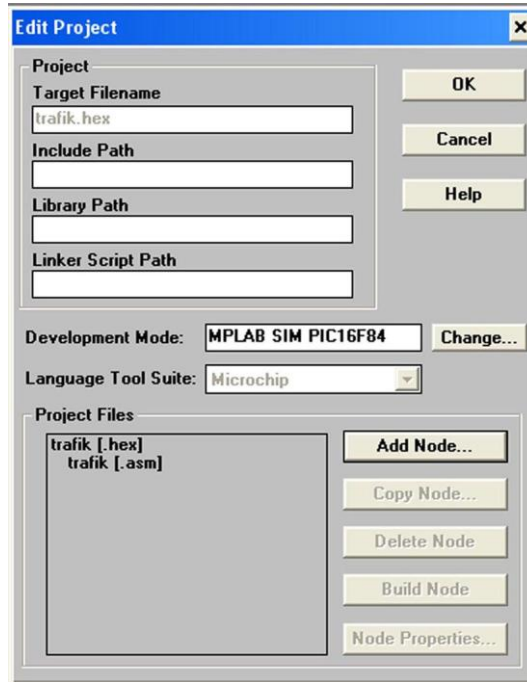 Edit Project
Project
Target Filename
trafik.hex
Include Path
Library Path
Linker Script Path
OK
Cancel
Help
Development Mode: MPLAB SIM PIC16F84 Change...
Language Tool Suite: Microchip
Project Files
trafik [.hex]
trafik [.asm]
Add Node...
Copy Node...
Delete Node
Build Node
Node Properties...